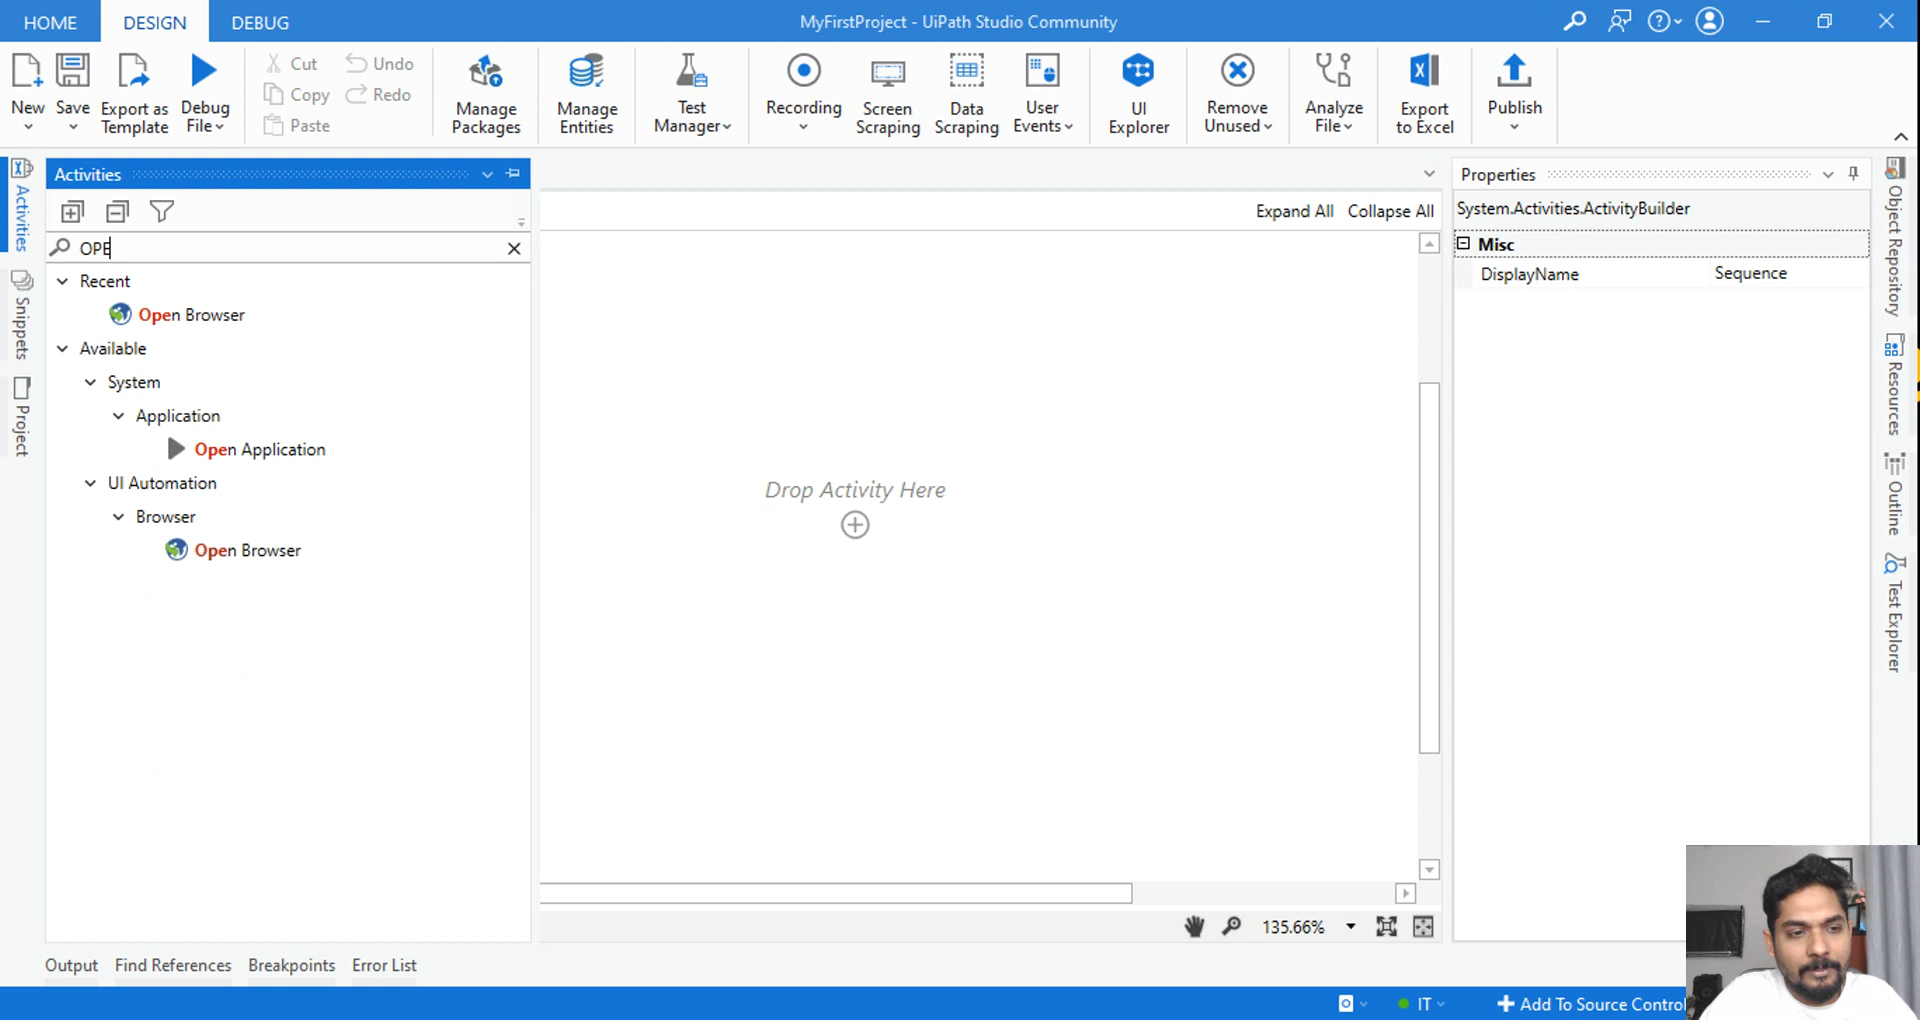 HOME DESIGN DEBUG MyFirstProject - UiPath Studio Community
New Save Export as Template Debug File Cut Copy Paste Undo Redo Manage Packages Manage Entities Test Manager Recording Screen Scraping Data Scraping User Events UI Explorer Remove Unused Analyze File Export to Excel Publish
Activities
Snippets
Project
Activities
OPE
Recent
Open Browser
Available
System
Application
Open Application
UI Automation
Browser
Open Browser
Expand All Collapse All
Drop Activity Here
135.66%
Properties
System.Activities.ActivityBuilder
Misc
DisplayName Sequence
Object Repository
Resources
Outline
Test Explorer
Output Find References Breakpoints Error List
IT Add To Source Control